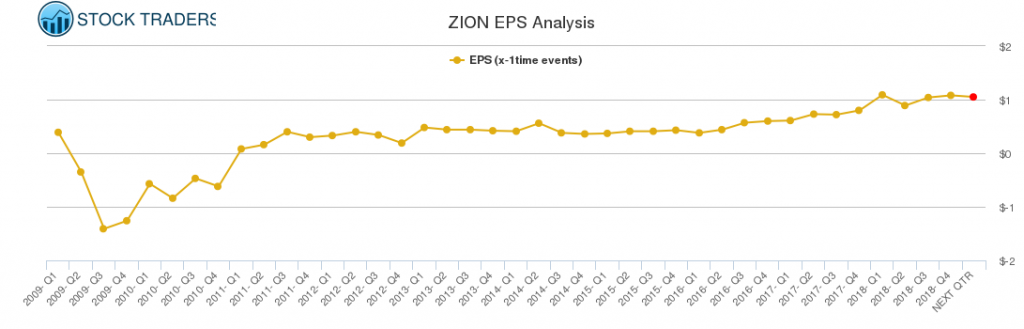 STOCK TRADERS
ZION EPS Analysis
EPS (x-1time events)
$2
$1
$0
$-1
$-2
2009-Q1
2009-Q2
2009-Q3
2009-Q4
2010-Q1
2010-Q2
2010-Q3
2010-Q4
2011-Q1
2011-Q2
2011-Q3
2011-Q4
2012-Q1
2012-Q2
2012-Q3
2012-Q4
2013-Q1
2013-Q2
2013-Q3
2013-Q4
2014-Q1
2014-Q2
2014-Q3
2014-Q4
2015-Q1
2015-Q2
2015-Q3
2015-Q4
2016-Q1
2016-Q2
2016-Q3
2016-Q4
2017-Q1
2017-Q2
2017-Q3
2017-Q4
2018-Q1
2018-Q2
2018-Q3
2018-Q4
NEXT QTR